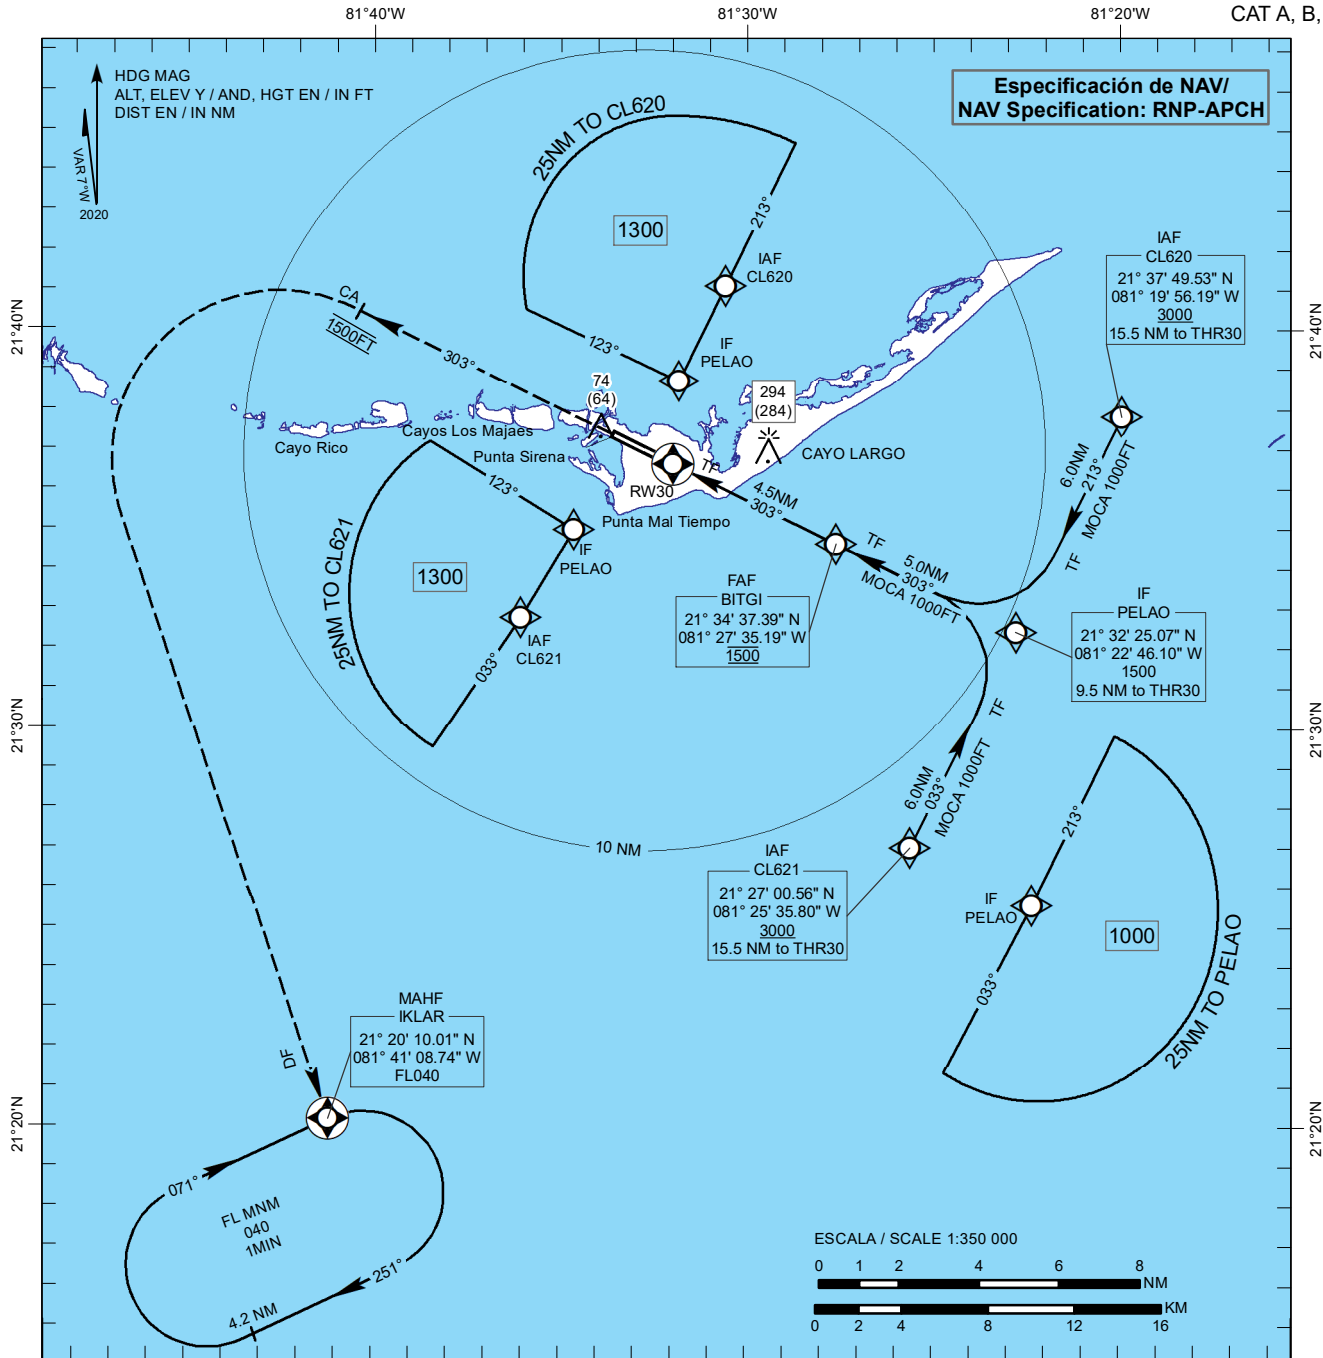 81°40'W
81°30'W
81°20'W
CAT A, B,
HDG MAG
ALT, ELEV Y / AND, HGT EN / IN FT
DIST EN / IN NM
VAR 7°W
2020
Especificación de NAV/
NAV Specification: RNP-APCH
25NM TO CL620
1300
213°
IAF
CL620
123°
IF
PELAO
IAF
CL620
21° 37' 49.53" N
081° 19' 56.19" W
3000
15.5 NM to THR30
21°40'N
21°40'N
CA
1500FT
303°
74
(64)
294
(284)
Cayo Rico
Cayos Los Majaes
Punta Sirena
CAYO LARGO
RW30
Punta Mal Tiempo
TF
4.5NM
303°
6.0NM
213°
MOCA 1000FT
TF
TF
5.0NM
303°
MOCA 1000FT
123°
IF
PELAO
1300
25NM TO CL621
IAF
CL621
033°
FAF
BITGI
21° 34' 37.39" N
081° 27' 35.19" W
1500
IF
PELAO
21° 32' 25.07" N
081° 22' 46.10" W
1500
9.5 NM to THR30
21°30'N
21°30'N
TF
6.0NM
033°
MOCA 1000FT
10 NM
IAF
CL621
21° 27' 00.56" N
081° 25' 35.80" W
3000
15.5 NM to THR30
213°
IF
PELAO
1000
033°
25NM TO PELAO
MAHF
IKLAR
21° 20' 10.01" N
081° 41' 08.74" W
FL040
DF
21°20'N
21°20'N
071°
FL MNM
040
1MIN
251°
4.2 NM
ESCALA / SCALE 1:350 000
0 1 2 4 6 8
NM
KM
0 2 4 8 12 16